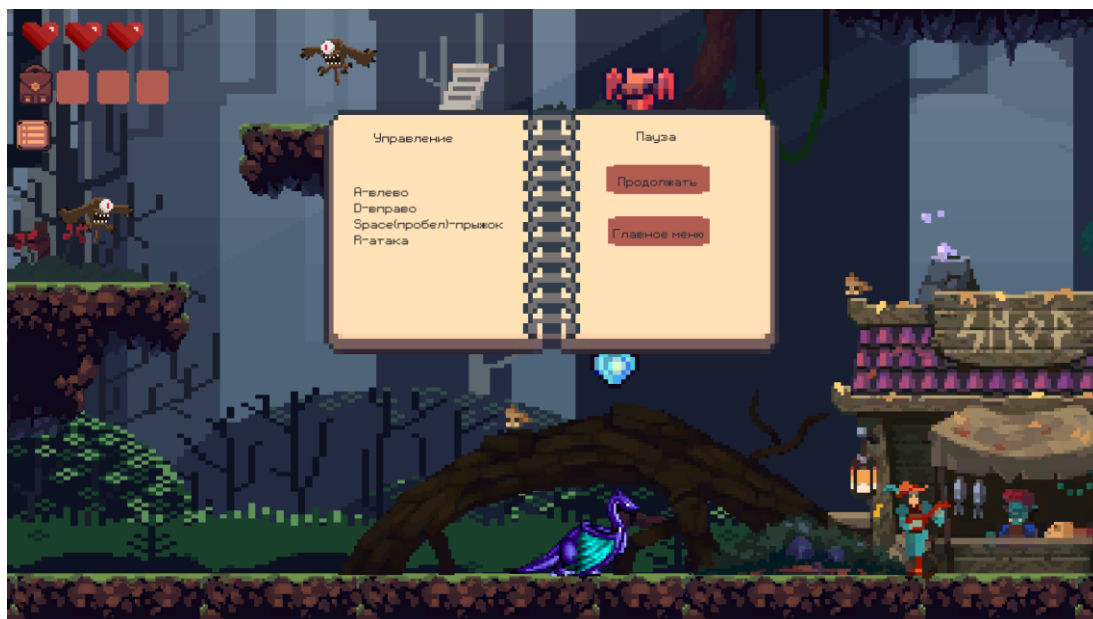 Управление
A-влево
D-вправо
Space(пробел)-прыжок
R-атака
Пауза
Продолжать
Главное меню
SHOP